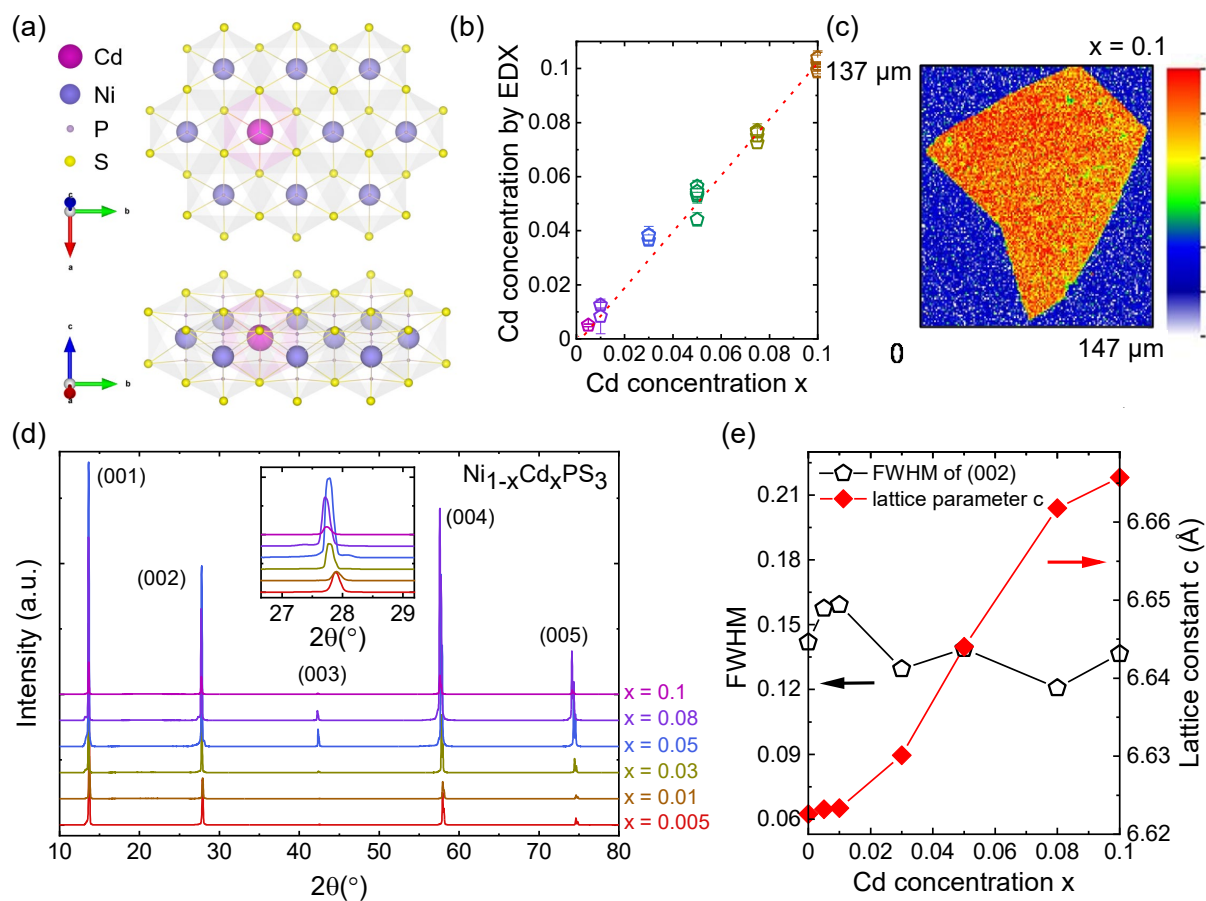 (a)
Cd
Ni
P
S
c
b
a
c
b
a
(b)
Cd concentration by EDX
0.1
0.08
0.06
0.04
0.02
0
0 0.02 0.04 0.06 0.08 0.1
Cd concentration x
(c)
x = 0.1
137 μm
0
147 μm
(d)
Intensity (a.u.)
(001)
(002)
(003)
(004)
(005)
Ni1-xCdxPS3
27 28 29
2θ(°)
x = 0.1
x = 0.08
x = 0.05
x = 0.03
x = 0.01
x = 0.005
10 20 30 40 50 60 70 80
2θ(°)
(e)
FWHM of (002)
lattice parameter c
FWHM
0.21
0.18
0.15
0.12
0.09
0.06
6.66
6.65
6.64
6.63
6.62
Lattice constant c (Å)
0 0.02 0.04 0.06 0.08 0.1
Cd concentration x